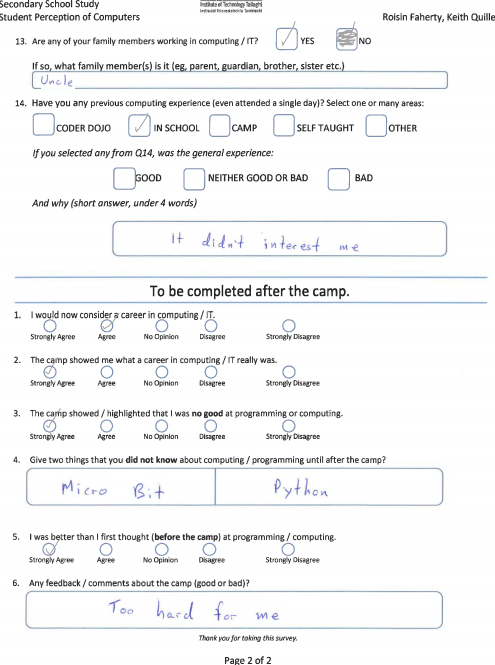 Secondary School Study
Institute of Technology Tallaght
Student Perception of Computers
Roisin Faherty, Keith Quille
13. Are any of your family members working in computing / IT? YES NO
If so, what family member(s) is it (eg, parent, guardian, brother, sister etc.)
Uncle
14. Have you any previous computing experience (even attended a single day)? Select one or many areas:
CODER DOJO IN SCHOOL CAMP SELF TAUGHT OTHER
If you selected any from Q14, was the general experience:
GOOD NEITHER GOOD OR BAD BAD
And why (short answer, under 4 words)
It didn't interest me
To be completed after the camp.
1. I would now consider a career in computing / IT.
Strongly Agree Agree No Opinion Disagree Strongly Disagree
2. The camp showed me what a career in computing / IT really was.
Strongly Agree Agree No Opinion Disagree Strongly Disagree
3. The camp showed / highlighted that I was no good at programming or computing.
Strongly Agree Agree No Opinion Disagree Strongly Disagree
4. Give two things that you did not know about computing / programming until after the camp?
Micro Bit Python
5. I was better than I first thought (before the camp) at programming / computing.
Strongly Agree Agree No Opinion Disagree Strongly Disagree
6. Any feedback / comments about the camp (good or bad)?
Too hard for me
Thank you for taking this survey.
Page 2 of 2